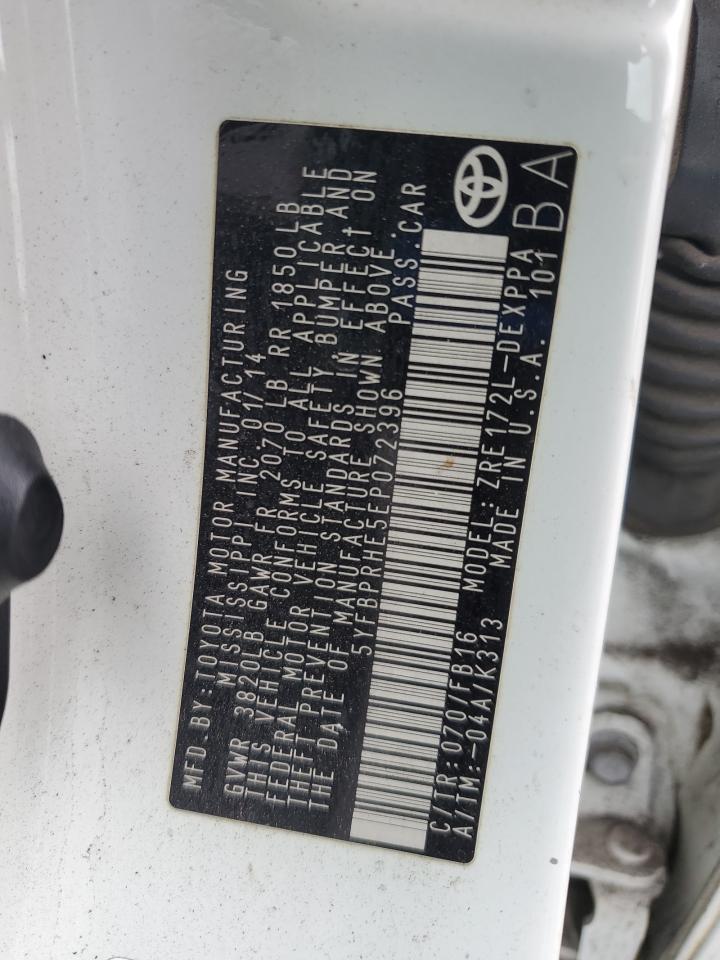 MFD.BY:TOYOTA MOTOR MANUFACTURING
MISSISSIPPI INC. 01/14
GVWR 3820LB GAWR FR 2070 LB RR 1850 LB
THIS VEHICLE CONFORMS TO ALL APPLICABLE
FEDERAL MOTOR VEHICLE SAFETY, BUMPER AND
THEFT PREVENTION STANDARDS IN EFFECT ON
THE DATE OF MANUFACTURE SHOWN ABOVE.
5YFBPRHE5EP072396 PASS.CAR
C/TR:070/FB16 MODEL:ZRE172L-DEXPPA
A/TM:-04A/K313 MADE IN U.S.A. 101
BA